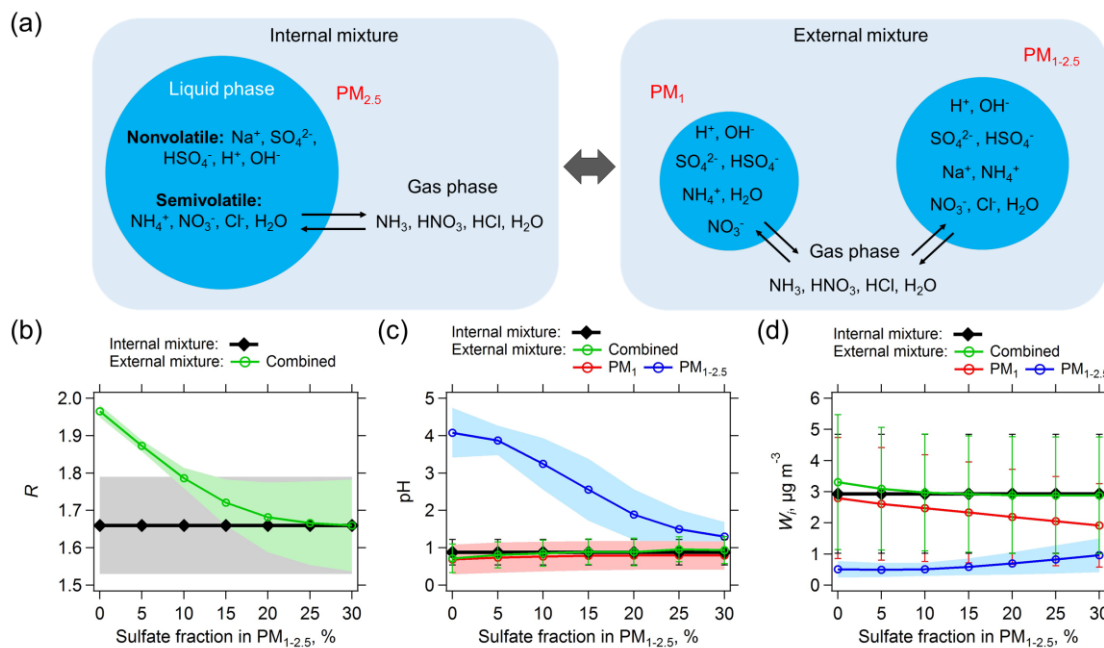 (a)
Internal mixture
Liquid phase
PM2.5
Nonvolatile: Na+, SO42-,
HSO4-, H+, OH-
Semivolatile:
NH4+, NO3-, Cl-, H2O
Gas phase
NH3, HNO3, HCl, H2O
External mixture
PM1
H+, OH-
SO42-, HSO4-
NH4+, H2O
NO3-
PM1-2.5
H+, OH-
SO42-, HSO4-
Na+, NH4+
NO3-, Cl-, H2O
Gas phase
NH3, HNO3, HCl, H2O
(b)
Internal mixture:
External mixture: Combined
2.0
1.9
1.8
1.7
1.6
1.5
R
0 5 10 15 20 25 30
Sulfate fraction in PM1-2.5, %
(c)
Internal mixture:
External mixture: Combined
PM1 PM1-2.5
5
4
3
2
1
0
pH
0 5 10 15 20 25 30
Sulfate fraction in PM1-2.5, %
(d)
Internal mixture:
External mixture: Combined
PM1 PM1-2.5
6
5
4
3
2
1
0
Wi, µg m-3
0 5 10 15 20 25 30
Sulfate fraction in PM1-2.5, %